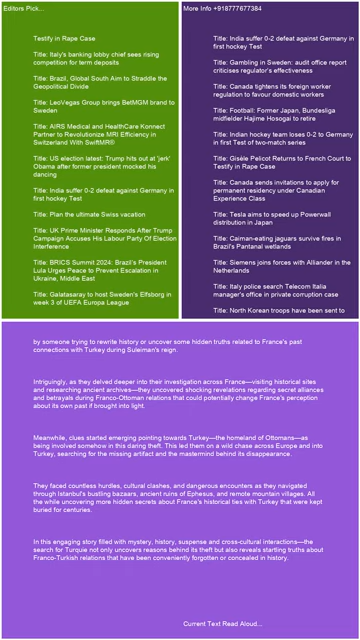 Editors Pick...
Testify in Rape Case
Title: Italy's banking lobby chief sees rising
competition for term deposits
Title: Brazil, Global South Aim to Straddle the
Geopolitical Divide
Title: LeoVegas Group brings BetMGM brand to
Sweden
Title: AIRS Medical and HealthCare Konnect
Partner to Revolutionize MRI Efficiency in
Switzerland With SwiftMR®
Title: US election latest: Trump hits out at 'jerk'
Obama after former president mocked his
dancing
Title: India suffer 0-2 defeat against Germany in
first hockey Test
Title: Plan the ultimate Swiss vacation
Title: UK Prime Minister Responds After Trump
Campaign Accuses His Labour Party Of Election
Interference
Title: BRICS Summit 2024: Brazil's President
Lula Urges Peace to Prevent Escalation in
Ukraine, Middle East
Title: Galatasaray to host Sweden's Elfsborg in
week 3 of UEFA Europa League
More Info +918777677384
Title: India suffer 0-2 defeat against Germany in
first hockey Test
Title: Gambling in Sweden: audit office report
criticises regulator's effectiveness
Title: Canada tightens its foreign worker
regulation to favour domestic workers
Title: Football: Former Japan, Bundesliga
midfielder Hajime Hosogai to retire
Title: Indian hockey team loses 0-2 to Germany
in first Test of two-match series
Title: Gisèle Pelicot Returns to French Court to
Testify in Rape Case
Title: Canada sends invitations to apply for
permanent residency under Canadian
Experience Class
Title: Tesla aims to speed up Powerwall
distribution in Japan
Title: Caiman-eating jaguars survive fires in
Brazil's Pantanal wetlands
Title: Siemens joins forces with Alliander in the
Netherlands
Title: Italy police search Telecom Italia
manager's office in private corruption case
Title: North Korean troops have been sent to
by someone trying to rewrite history or uncover some hidden truths related to France's past
connections with Turkey during Suleiman's reign.
Intriguingly, as they delved deeper into their investigation across France—visiting historical sites
and researching ancient archives—they uncovered shocking revelations regarding secret alliances
and betrayals during Franco-Ottoman relations that could potentially change France's perception
about its own past if brought into light.
Meanwhile, clues started emerging pointing towards Turkey—the homeland of Ottomans—as
being involved somehow in this daring theft. This led them on a wild chase across Europe and into
Turkey, searching for the missing artifact and the mastermind behind its disappearance.
They faced countless hurdles, cultural clashes, and dangerous encounters as they navigated
through Istanbul's bustling bazaars, ancient ruins of Ephesus, and remote mountain villages. All
the while uncovering more hidden secrets about France's historical ties with Turkey that were kept
buried for centuries.
In this engaging story filled with mystery, history, suspense and cross-cultural interactions—the
search for Turquie not only uncovers reasons behind its theft but also reveals startling truths about
Franco-Turkish relations that have been conveniently forgotten or concealed in history.
Current Text Read Aloud...